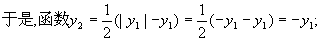 于是,函数y₂ = 1/2(|y₁|-y₁) = 1/2(-y₁-y₁) = -y₁;